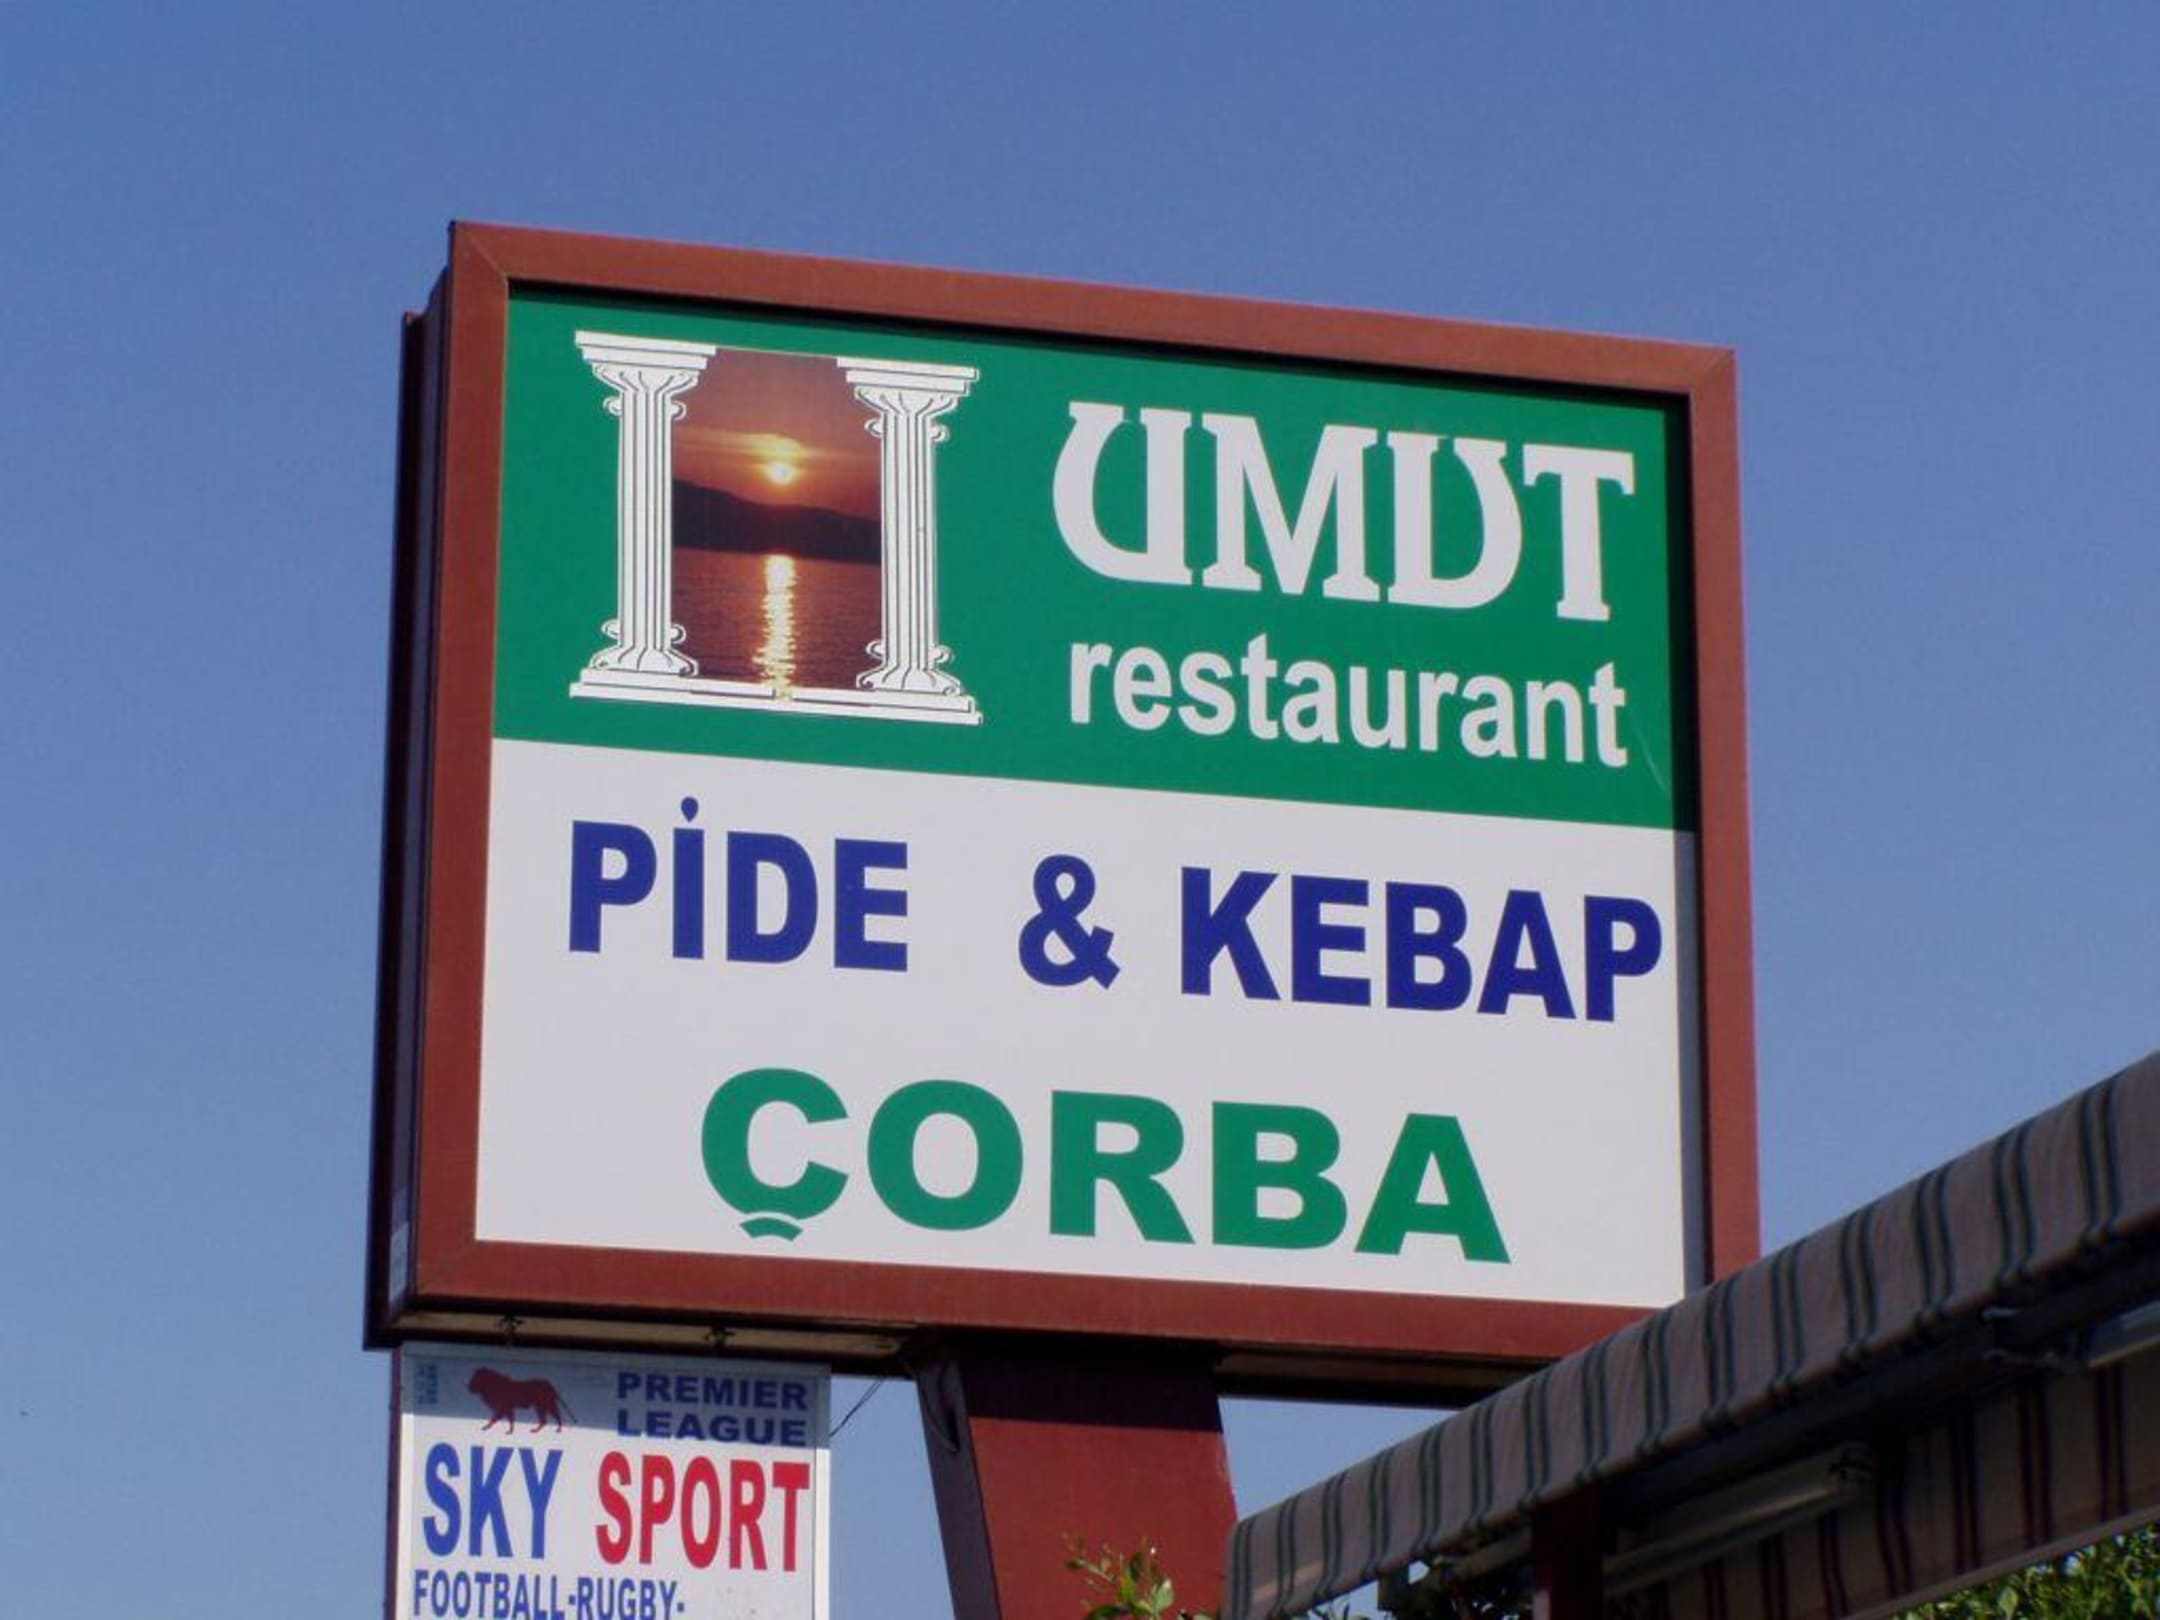 UMUT
restaurant
PİDE & KEBAP
ÇORBA
PREMIER
LEAGUE
SKY SPORT
FOOTBALL-RUGBY-